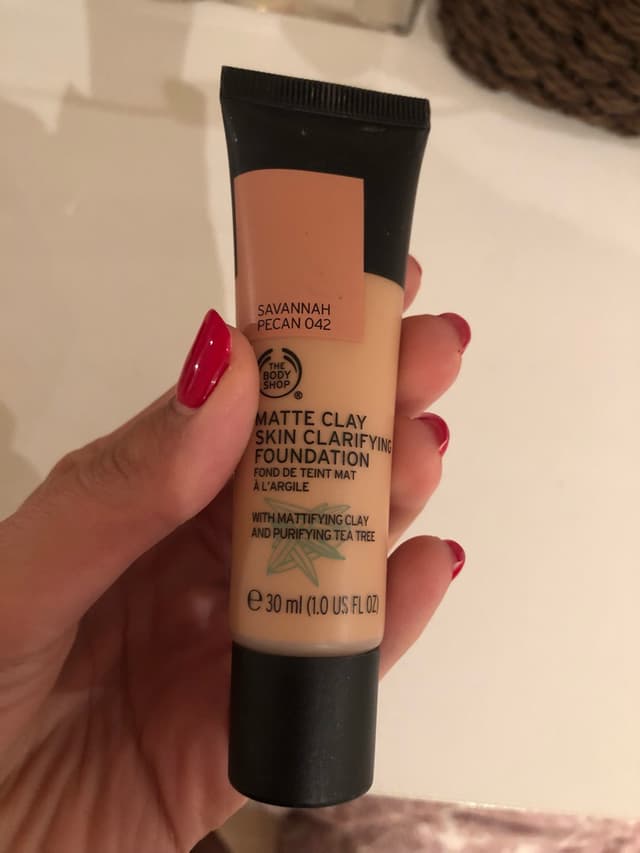 SAVANNAH
PECAN 042
THE
BODY
SHOP
®
MATTE CLAY
SKIN CLARIFYING
FOUNDATION
FOND DE TEINT MAT
À L'ARGILE
WITH MATTIFYING CLAY
AND PURIFYING TEA TREE
e 30 ml (1.0 US FL OZ)